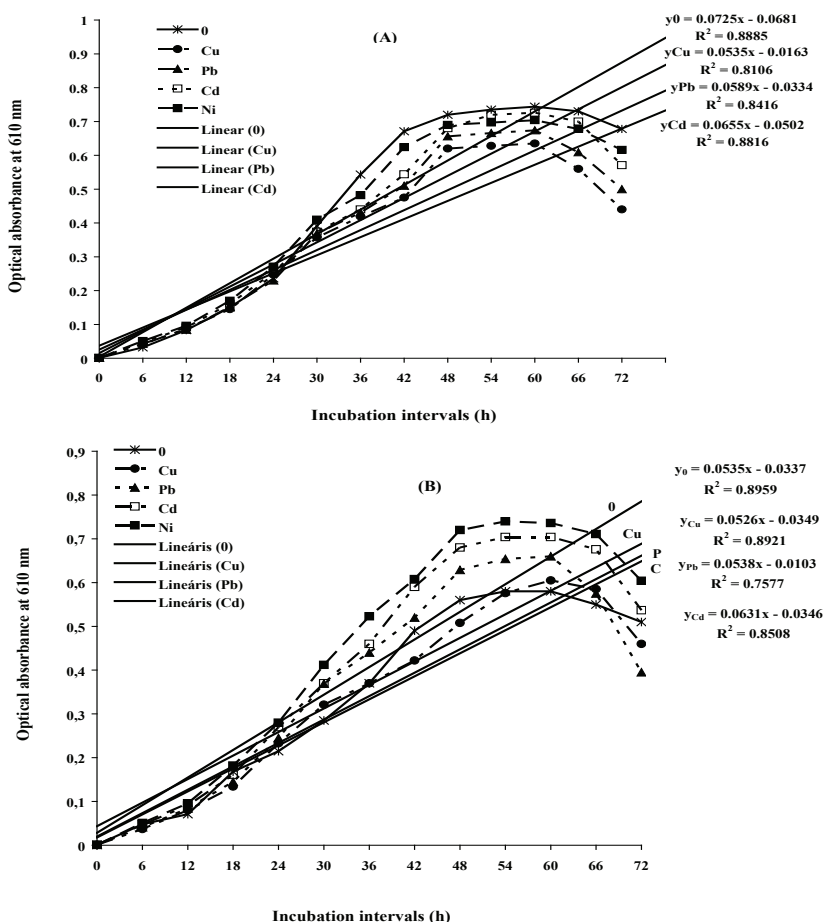 (A)
0
Cu
Pb
Cd
Ni
Linear (0)
Linear (Cu)
Linear (Pb)
Linear (Cd)
y0 = 0.0725x - 0.0681
R² = 0.8885
yCu = 0.0535x - 0.0163
R² = 0.8106
yPb = 0.0589x - 0.0334
R² = 0.8416
yCd = 0.0655x - 0.0502
R² = 0.8816
Optical absorbance at 610 nm
1
0.9
0.8
0.7
0.6
0.5
0.4
0.3
0.2
0.1
0
0 6 12 18 24 30 36 42 48 54 60 66 72
Incubation intervals (h)
(B)
0
Cu
Pb
Cd
Ni
Lineáris (0)
Lineáris (Cu)
Lineáris (Pb)
Lineáris (Cd)
0
Cu
P
C
y₀ = 0.0535x - 0.0337
R² = 0.8959
yCu = 0.0526x - 0.0349
R² = 0.8921
yPb = 0.0538x - 0.0103
R² = 0.7577
yCd = 0.0631x - 0.0346
R² = 0.8508
Optical absorbance at 610 nm
0,9
0,8
0,7
0,6
0,5
0,4
0,3
0,2
0,1
0
0 6 12 18 24 30 36 42 48 54 60 66 72
Incubation intervals (h)